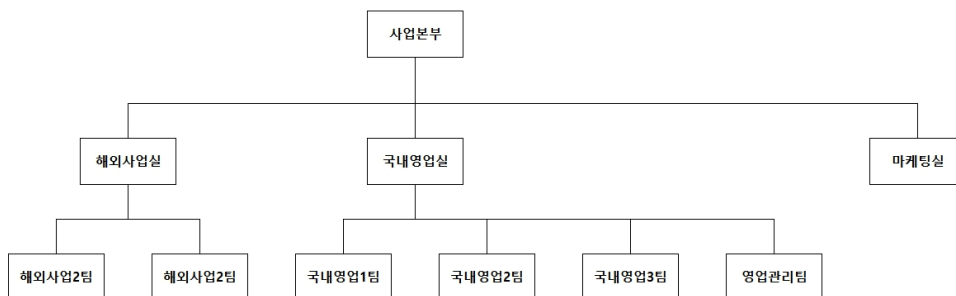 사업본부
해외사업실
국내영업실
마케팅실
해외사업2팀
해외사업2팀
국내영업1팀
국내영업2팀
국내영업3팀
영업관리팀